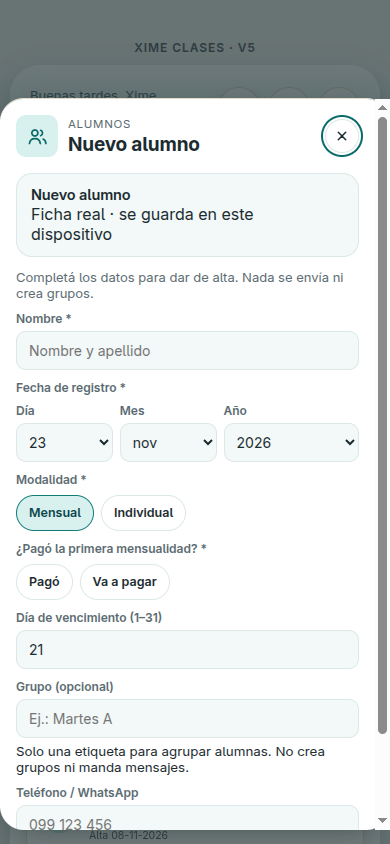 XIME CLASES · V5
Buenas tardes, Xime
ALUMNOS
Nuevo alumno
Nuevo alumno
Ficha real · se guarda en este
dispositivo
Completá los datos para dar de alta. Nada se envía ni
crea grupos.
Nombre *
Nombre y apellido
Fecha de registro *
Día Mes Año
23 nov 2026
Modalidad *
Mensual Individual
¿Pagó la primera mensualidad? *
Pagó Va a pagar
Día de vencimiento (1–31)
21
Grupo (opcional)
Ej.: Martes A
Solo una etiqueta para agrupar alumnas. No crea
grupos ni manda mensajes.
Teléfono / WhatsApp
099 123 456
Alta 08-11-2026